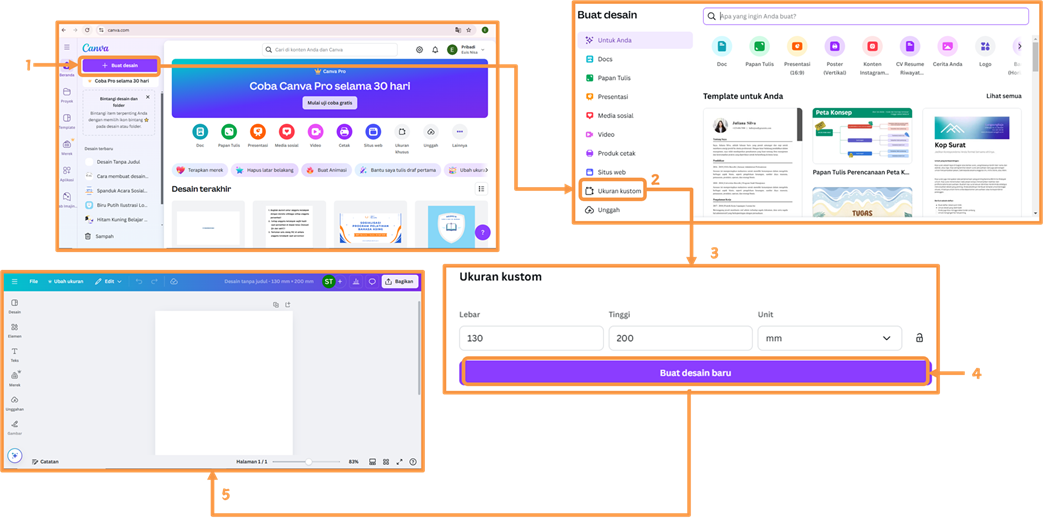 canva.com
1
Canva
Buat desain
Beranda
Coba Pro selama 30 hari
Proyek
Bintangi desain dan
folder
Bintangi item terpenting Anda
dengan memilih ikon bintang
pada desain atau folder.
Template
Merek
Desain terbaru
Desain Tanpa Judul
Aplikasi
Cara membuat desain...
Spanduk Acara Sosial...
Biru Putih Ilustrasi Lo...
Hitam Kuning Belajar ...
Sampah
Cari di konten Anda dan Canva
E
Pribadi
Canva Pro
Coba Canva Pro selama 30 hari
Mulai uji coba gratis
Doc
Papan Tulis
Presentasi
Media sosial
Video
Cetak
Situs web
Ukuran
khusus
Unggah
Lainnya
Terapkan merek
Hapus latar belakang
Buat Animasi
Bantu saya tulis draf pertama
Ubah ukur
Desain terakhir
?
Buat desain
Apa yang ingin Anda buat?
Untuk Anda
Docs
Papan Tulis
Presentasi
Media sosial
Video
Produk cetak
Situs web
Ukuran kustom
Unggah
2
Doc
Papan Tulis
Presentasi
(16:9)
Poster
(Vertikal)
Konten
Instagram...
CV Resume
Riwayat...
Cerita Anda
Logo
Template untuk Anda
Lihat semua
Peta Konsep
Kop Surat
Papan Tulis Perencanaan Peta K...
TUGAS
3
Ukuran kustom
Lebar
Tinggi
Unit
130
200
mm
Buat desain baru
4
File
Ubah ukuran
Edit
Desain tanpa judul - 130 mm × 200 mm
ST
+
Bagikan
Desain
Elemen
Teks
Merek
Unggahan
Catatan
Halaman 1 / 1
83%
5